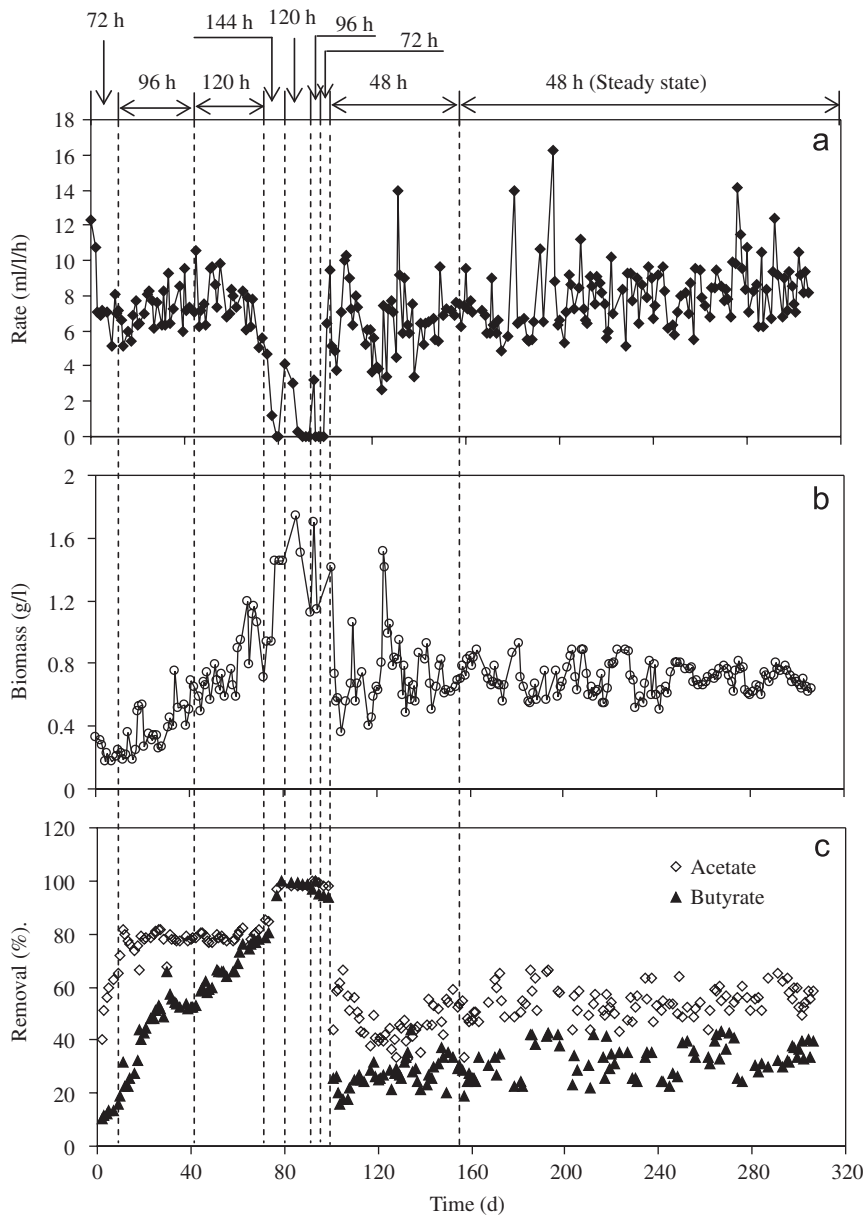 72 h
144 h
120 h
96 h
72 h
96 h
120 h
48 h
48 h (Steady state)
a
18
16
14
12
10
8
6
4
2
0
Rate (ml/l/h)
b
2
1.6
1.2
0.8
0.4
0
Biomass (g/l)
c
120
100
80
60
40
20
0
Removal (%).
Acetate
Butyrate
0 40 80 120 160 200 240 280 320
Time (d)